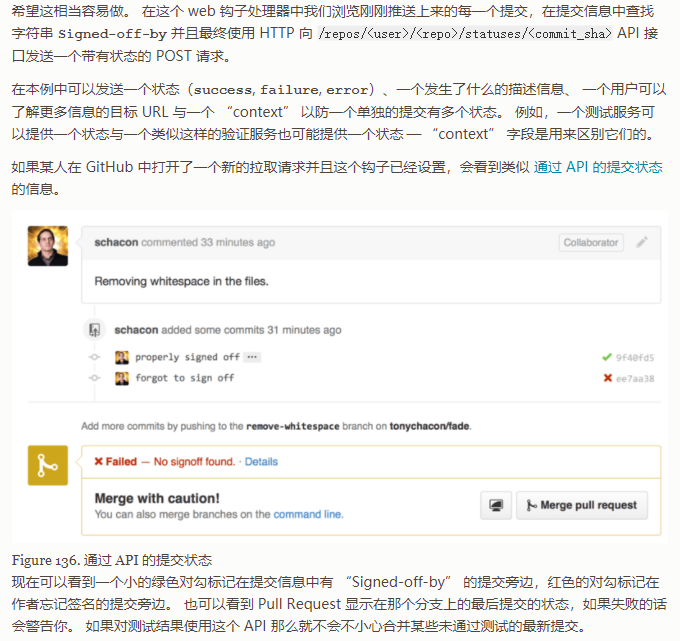 希望这相当容易做。 在这个 web 钩子处理器中我们浏览刚刚推送上来的每一个提交，在提交信息中查找
字符串 Signed-off-by 并且最终使用 HTTP 向 /repos/<user>/<repo>/statuses/<commit_sha> API 接
口发送一个带有状态的 POST 请求。
在本例中可以发送一个状态（success, failure, error）、一个发生了什么的描述信息、 一个用户可以
了解更多信息的目标 URL 与一个 “context” 以防一个单独的提交有多个状态。 例如，一个测试服务可
以提供一个状态与一个类似这样的验证服务也可能提供一个状态 — “context” 字段是用来区别它们的。
如果某人在 GitHub 中打开了一个新的拉取请求并且这个钩子已经设置，会看到类似 通过 API 的提交状态
的信息。
schacon commented 33 minutes ago Collaborator
Removing whitespace in the files.
schacon added some commits 31 minutes ago
properly signed off ••• 9f40fd5
forgot to sign off ee7aa38
Add more commits by pushing to the remove-whitespace branch on tonychacon/fade.
Failed — No signoff found. · Details
Merge with caution!
You can also merge branches on the command line.
Merge pull request
Figure 136. 通过 API 的提交状态
现在可以看到一个小的绿色对勾标记在提交信息中有 “Signed-off-by” 的提交旁边，红色的对勾标记在
作者忘记签名的提交旁边。 也可以看到 Pull Request 显示在那个分支上的最后提交的状态，如果失败的话
会警告你。 如果对测试结果使用这个 API 那么就不会不小心合并某些未通过测试的最新提交。